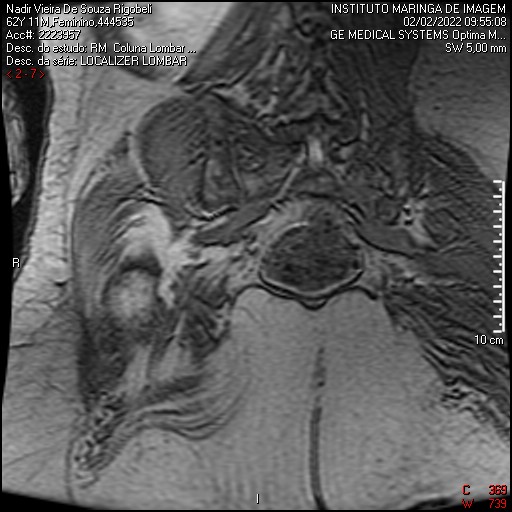 Nadir Vieira De Souza Rigobeli
62Y 11M,Feminino,444535
Acc#: 2223957
Desc. do estudo: RM Coluna Lombar ...
Desc. da série: LOCALIZER LOMBAR
< 2 - 7 >
INSTITUTO MARINGA DE IMAGEM
02/02/2022 09:55:08
GE MEDICAL SYSTEMS Optima M...
SW 5,00 mm
R
10 cm
I
C 369
W 739